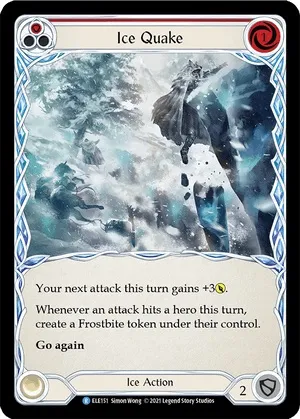 Ice Quake
1
Your next attack this turn gains +3
Whenever an attack hits a hero this turn,
create a Frostbite token under their control.
Go again
Ice Action
2
R ELE151 Simon Wong © 2021 Legend Story Studios